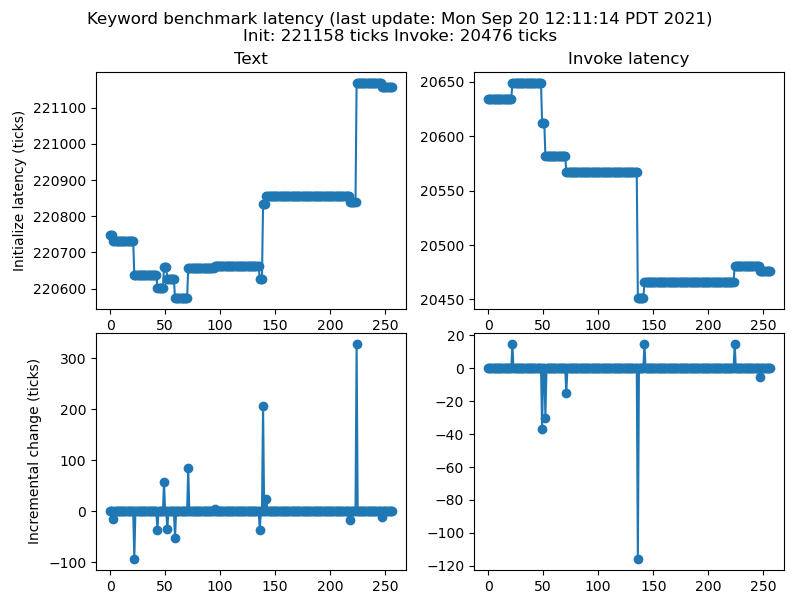 Keyword benchmark latency (last update: Mon Sep 20 12:11:14 PDT 2021)
Init: 221158 ticks Invoke: 20476 ticks
Text
Invoke latency
Initialize latency (ticks)
221100
221000
220900
220800
220700
220600
0 50 100 150 200 250
20650
20600
20550
20500
20450
0 50 100 150 200 250
Incremental change (ticks)
300
200
100
0
−100
0 50 100 150 200 250
20
0
−20
−40
−60
−80
−100
−120
0 50 100 150 200 250